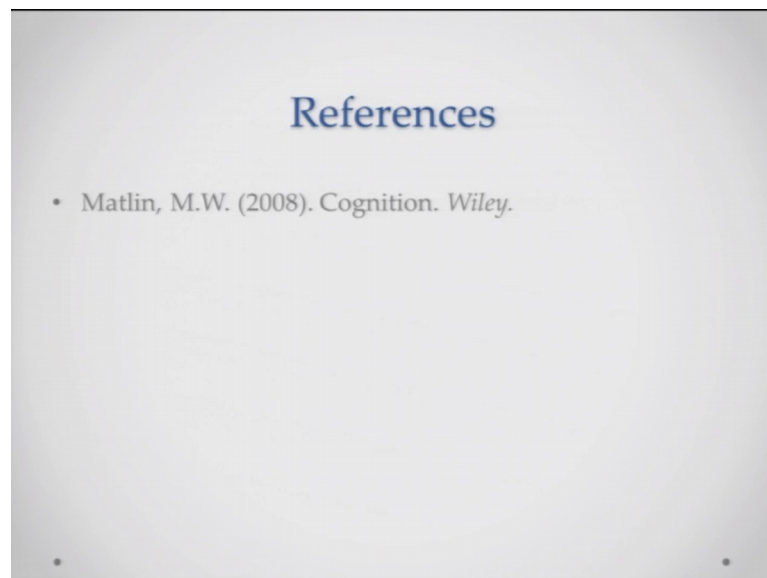 References
• Matlin, M.W. (2008). Cognition. Wiley.